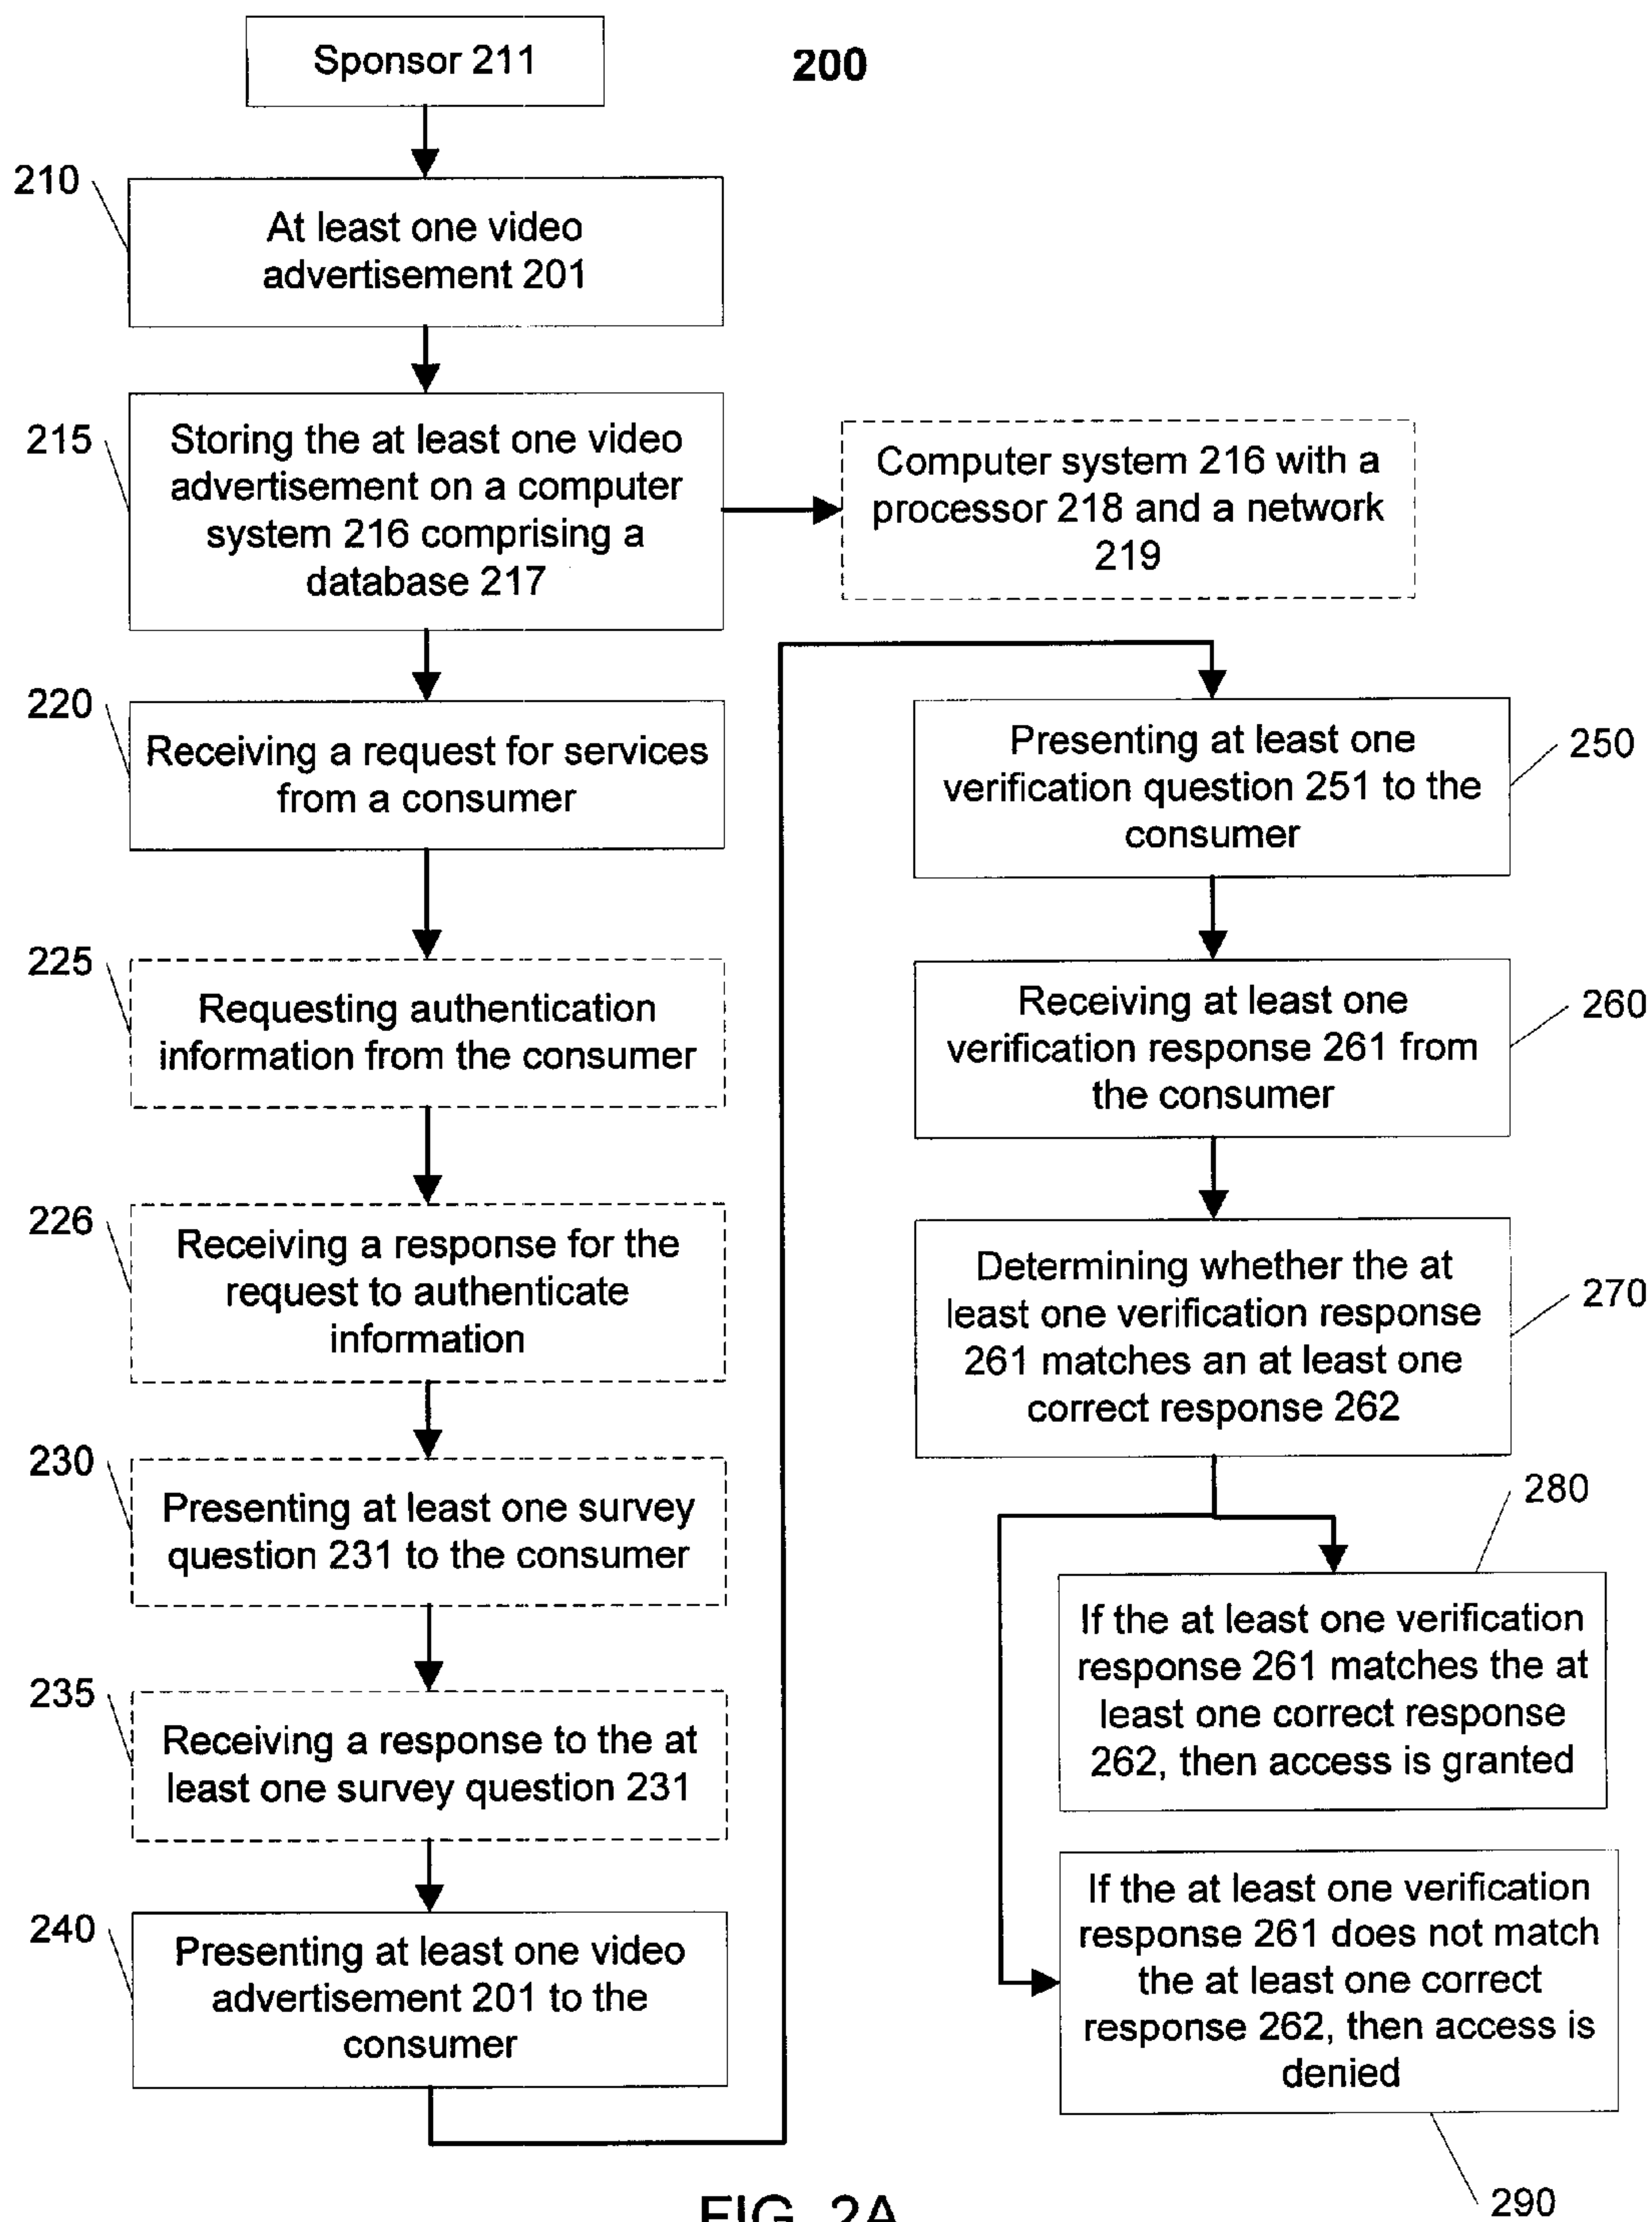 Sponsor 211
200
210
At least one video
advertisement 201
215
Storing the at least one video
advertisement on a computer
system 216 comprising a
database 217
Computer system 216 with a
processor 218 and a network
219
220
Receiving a request for services
from a consumer
225
Requesting authentication
information from the consumer
226
Receiving a response for the
request to authenticate
information
230
Presenting at least one survey
question 231 to the consumer
235
Receiving a response to the at
least one survey question 231
240
Presenting at least one video
advertisement 201 to the
consumer
250
Presenting at least one
verification question 251 to the
consumer
260
Receiving at least one
verification response 261 from
the consumer
270
Determining whether the at
least one verification response
261 matches an at least one
correct response 262
280
If the at least one verification
response 261 matches the at
least one correct response
262, then access is granted
If the at least one verification
response 261 does not match
the at least one correct
response 262, then access is
denied
290
FIG. 2A